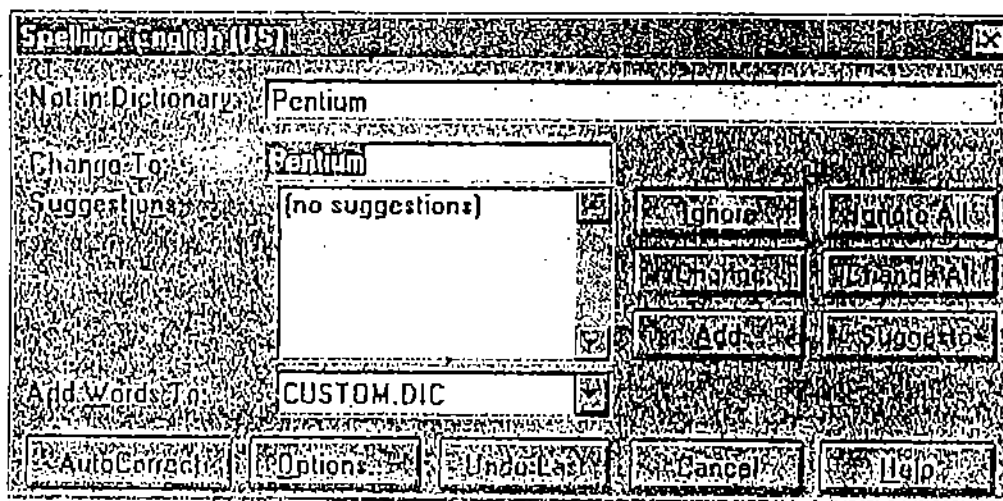 Spelling: English (US)
Not in Dictionary: Pentium
Change To: Pentium
Suggestions: (no suggestions)
Ignore Ignore All
Change Change All
Add Suggest
Add Words To: CUSTOM.DIC
AutoCorrect Options... Undo Last Cancel Help